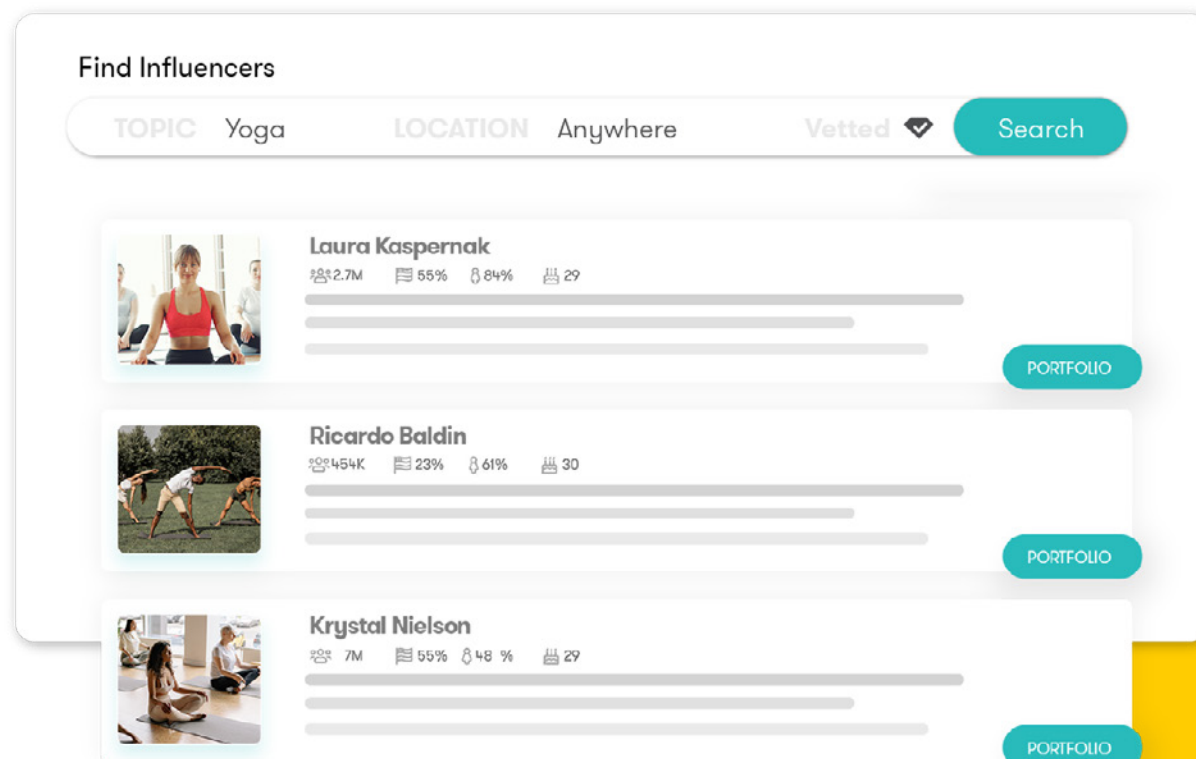 Find Influencers
TOPIC Yoga LOCATION Anywhere Vetted Search
Laura Kaspernak
2.7M 55% 84% 29
PORTFOLIO
Ricardo Baldin
454K 23% 61% 30
PORTFOLIO
Krystal Nielson
7M 55% 48 % 29
PORTFOLIO